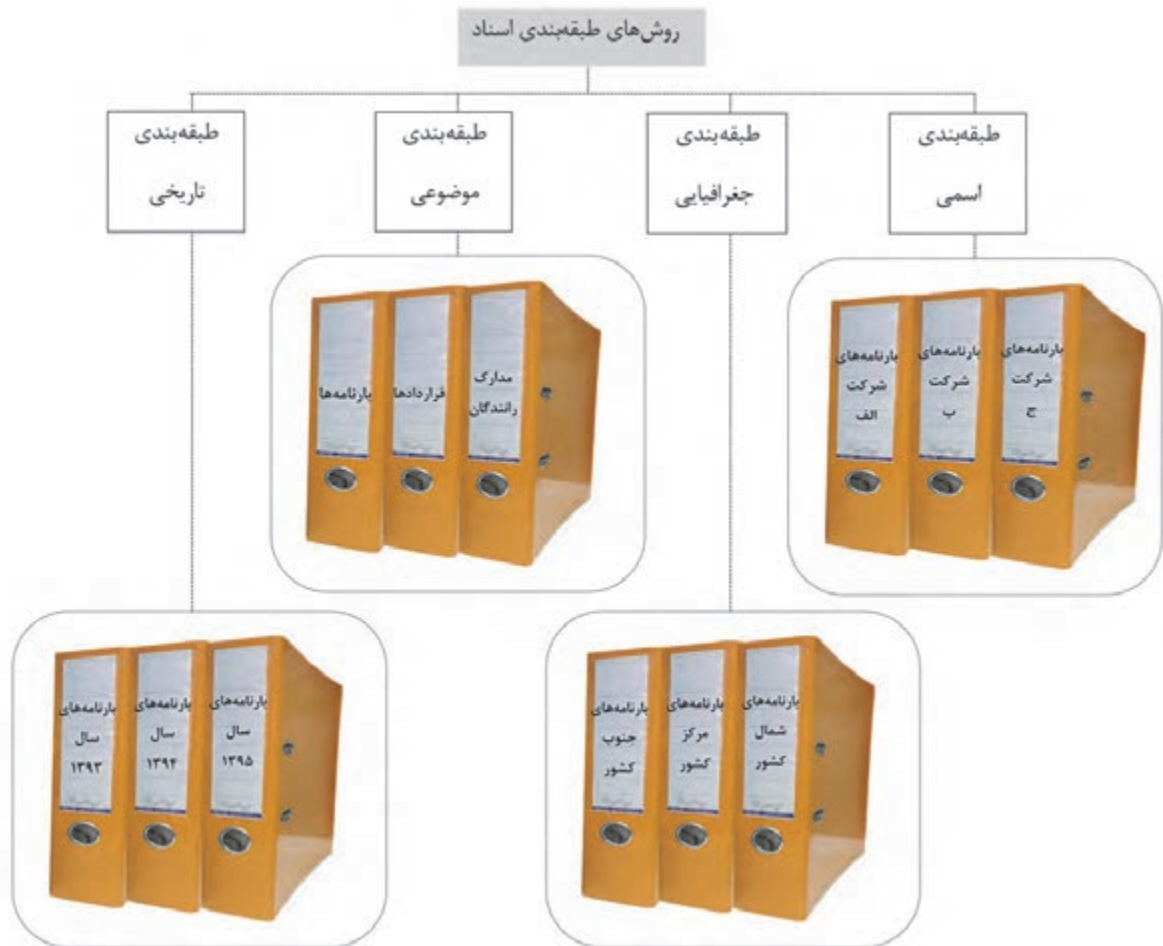 روش‌های طبقه‌بندی اسناد
طبقه‌بندی
اسمی
طبقه‌بندی
جغرافیایی
طبقه‌بندی
موضوعی
طبقه‌بندی
تاریخی
بارنامه‌های
شرکت
ج
بارنامه‌های
شرکت
ب
بارنامه‌های
شرکت
الف
مدارک
رانندگان
قراردادها
بارنامه‌ها
بارنامه‌های
شمال
کشور
بارنامه‌های
مرکز
کشور
بارنامه‌های
جنوب
کشور
بارنامه‌های
سال
۱۳۹۵
بارنامه‌های
سال
۱۳۹۴
بارنامه‌های
سال
۱۳۹۳